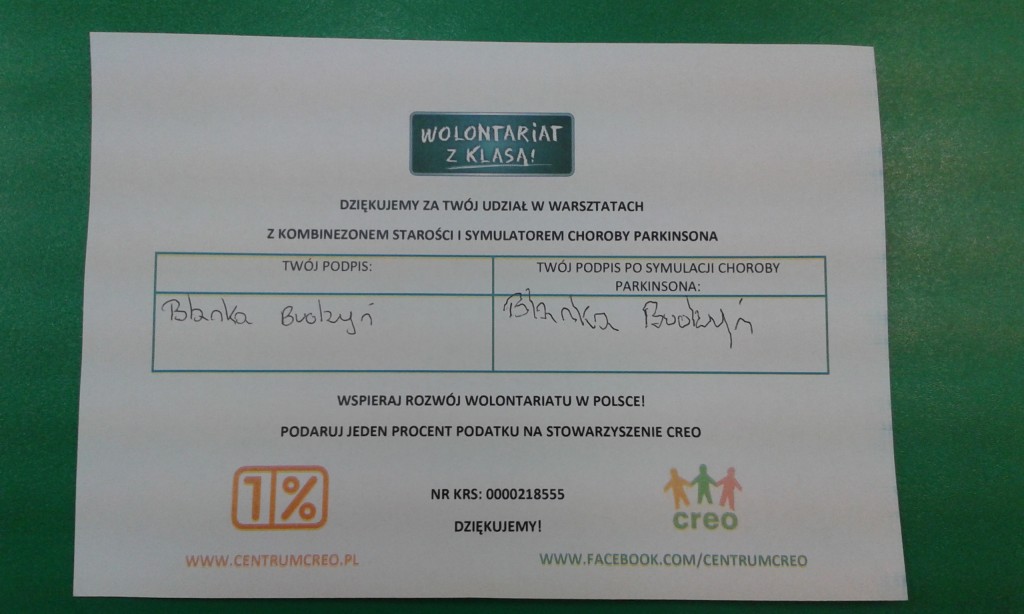 WOLONTARIAT
Z KLASĄ!
DZIĘKUJEMY ZA TWÓJ UDZIAŁ W WARSZTATACH
Z KOMBINEZONEM STAROŚCI I SYMULATOREM CHOROBY PARKINSONA
TWÓJ PODPIS:
TWÓJ PODPIS PO SYMULACJI CHOROBY
PARKINSONA:
Blanka Budzyń
Blanka Budzyń
WSPIERAJ ROZWÓJ WOLONTARIATU W POLSCE!
PODARUJ JEDEN PROCENT PODATKU NA STOWARZYSZENIE CREO
1%
NR KRS: 0000218555
DZIĘKUJEMY!
creo
WWW.CENTRUMCREO.PL
WWW.FACEBOOK.COM/CENTRUMCREO